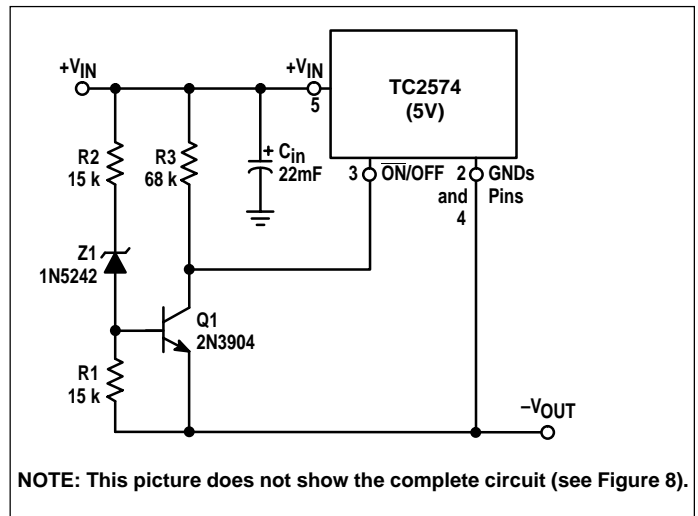 +VIN
+VIN
5
TC2574
(5V)
R2
15 k
R3
68 k
+
Cin
22mF
3
ON/OFF
2
and
4
GNDs
Pins
Z1
1N5242
Q1
2N3904
R1
15 k
–VOUT
NOTE: This picture does not show the complete circuit (see Figure 8).